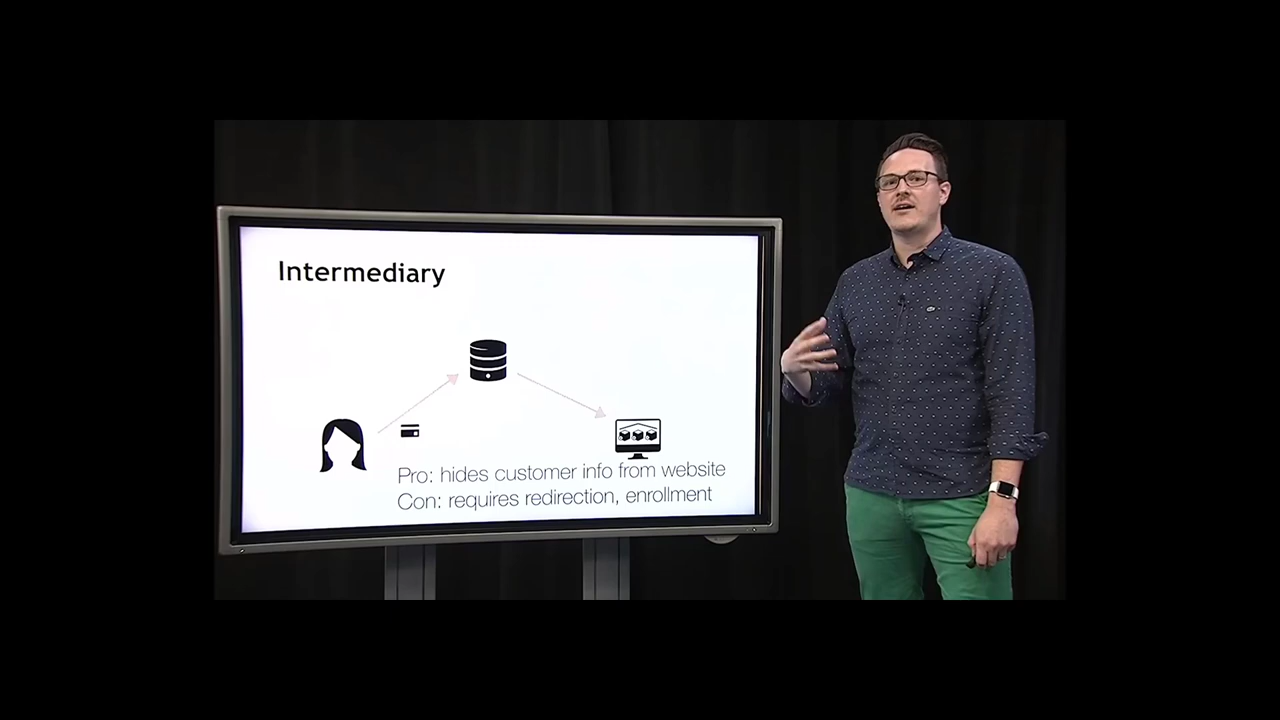 Intermediary
Pro: hides customer info from website
Con: requires redirection, enrollment